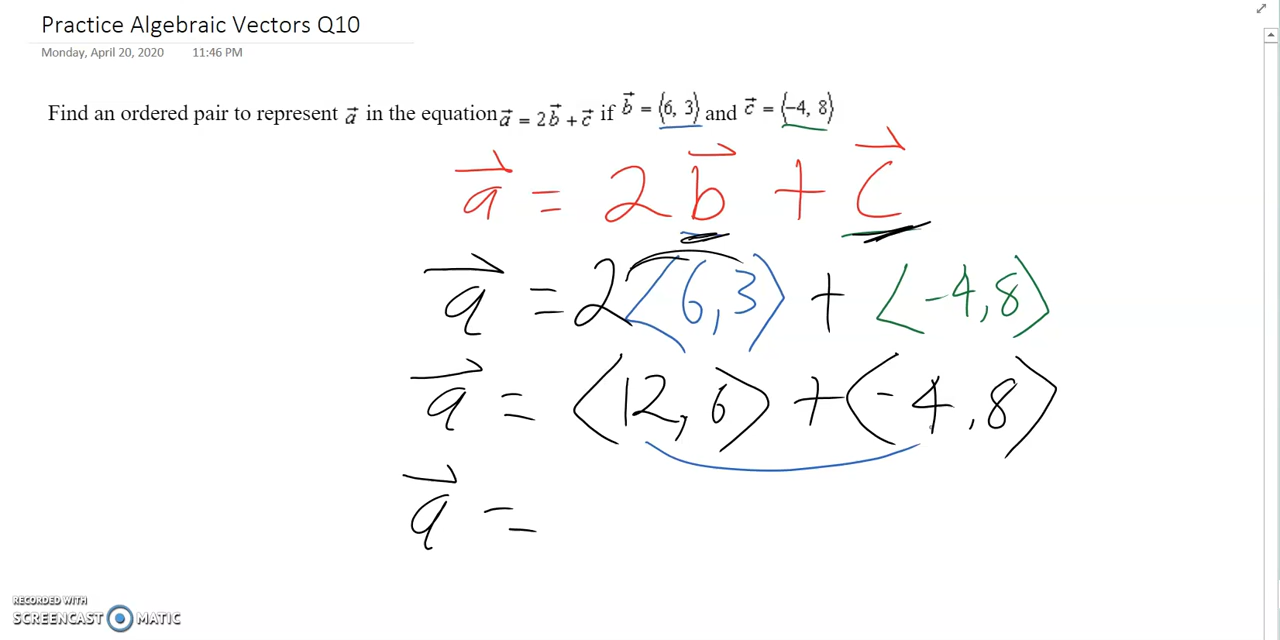 Practice Algebraic Vectors Q10
Monday, April 20, 2020 11:46 PM
Find an ordered pair to represent a⃗ in the equation a⃗ = 2b⃗ + c⃗ if b⃗ = ⟨6, 3⟩ and c⃗ = ⟨−4, 8⟩
a⃗ = 2 b⃗ + c⃗
a⃗ = 2⟨6,3⟩ + ⟨-4,8⟩
a⃗ = ⟨12,6⟩ + ⟨-4,8⟩
a⃗ =
RECORDED WITH
SCREENCAST MATIC